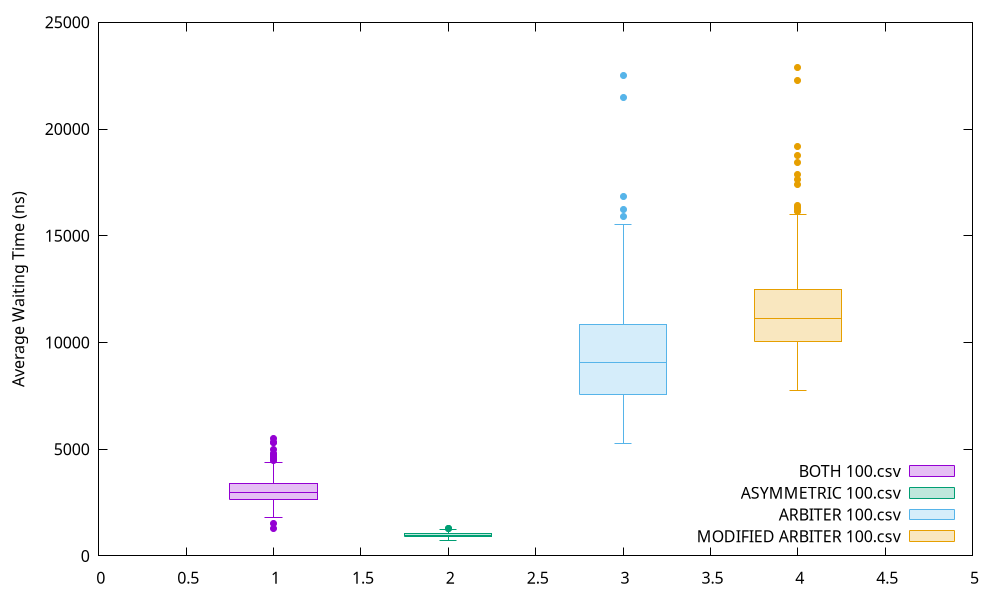 25000
20000
15000
10000
5000
0
Average Waiting Time (ns)
BOTH 100.csv
ASYMMETRIC 100.csv
ARBITER 100.csv
MODIFIED ARBITER 100.csv
0 0.5 1 1.5 2 2.5 3 3.5 4 4.5 5